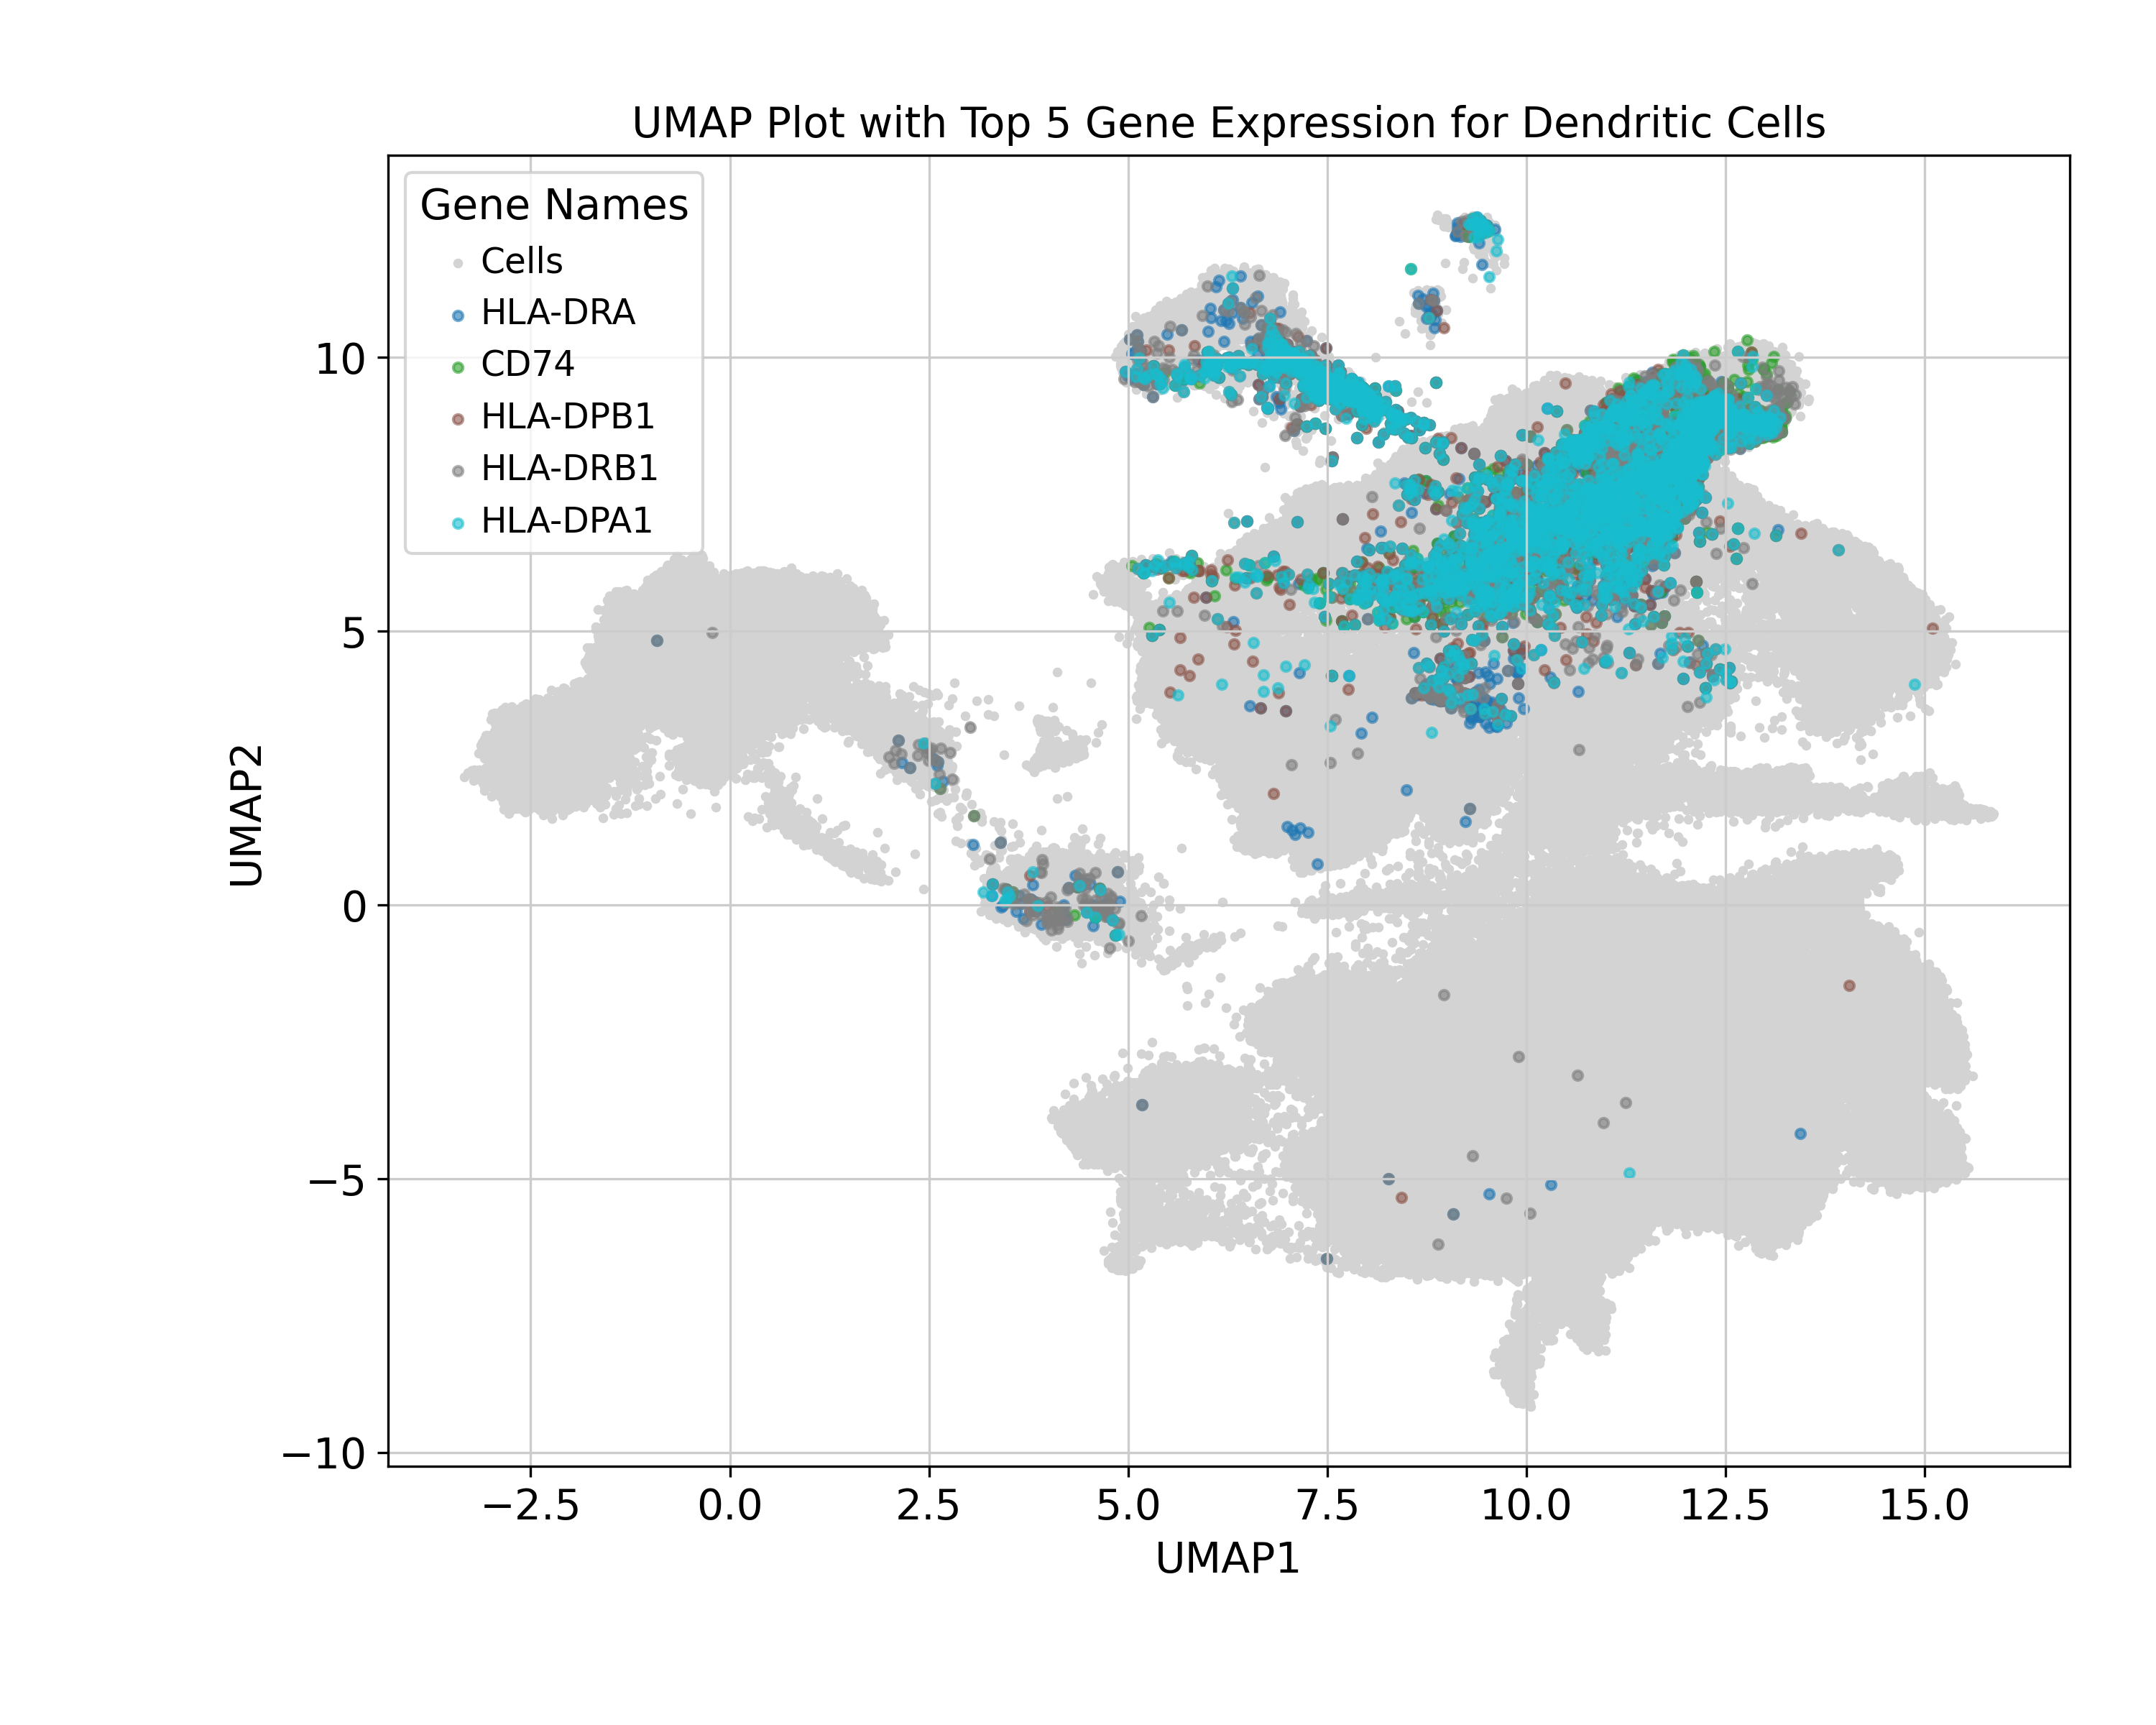 UMAP Plot with Top 5 Gene Expression for Dendritic Cells
Gene Names
Cells
HLA-DRA
CD74
HLA-DPB1
HLA-DRB1
HLA-DPA1
10
5
0
−5
−10
UMAP2
−2.5 0.0 2.5 5.0 7.5 10.0 12.5 15.0
UMAP1